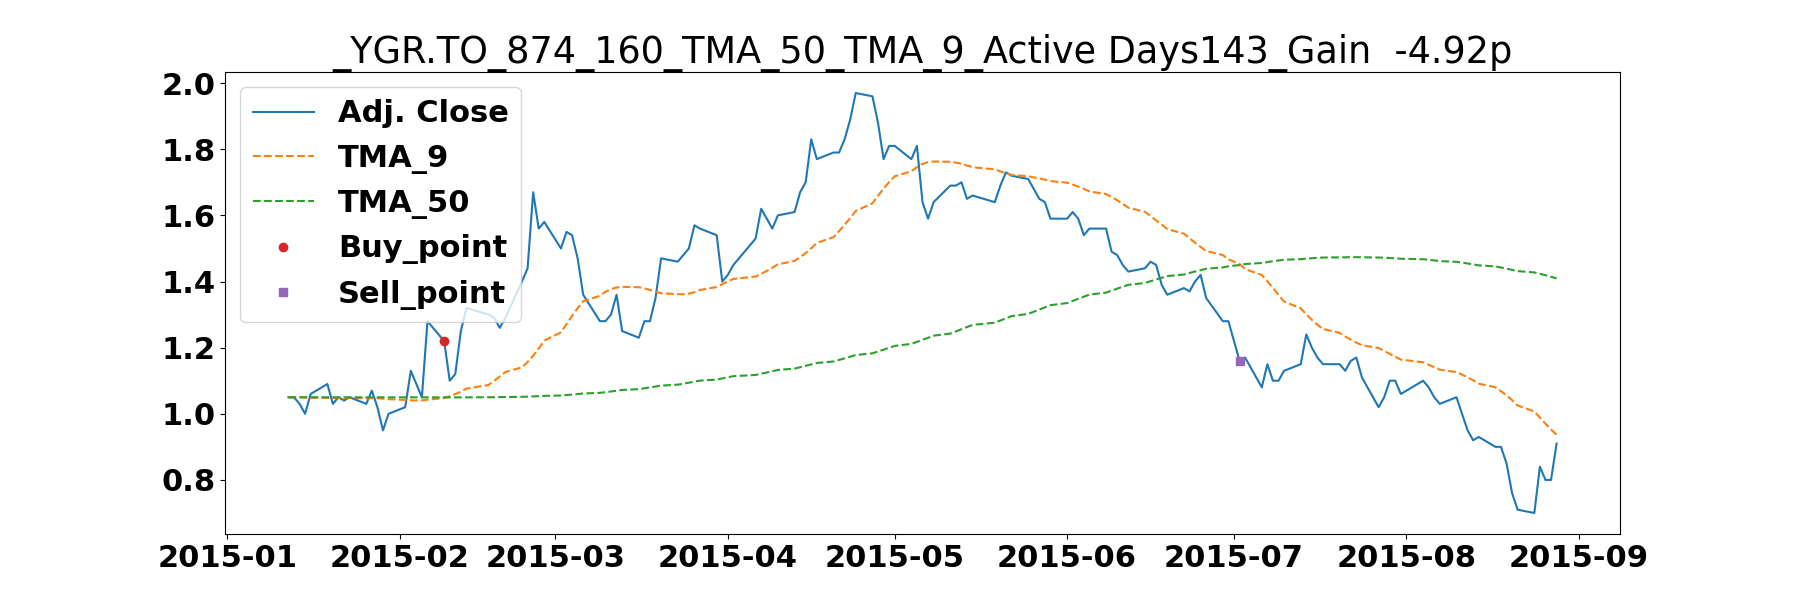 _YGR.TO_874_160_TMA_50_TMA_9_Active Days143_Gain  -4.92p
2.0
1.8
1.6
1.4
1.2
1.0
0.8
Adj. Close
TMA_9
TMA_50
Buy_point
Sell_point
2015-01 2015-02 2015-03 2015-04 2015-05 2015-06 2015-07 2015-08 2015-09